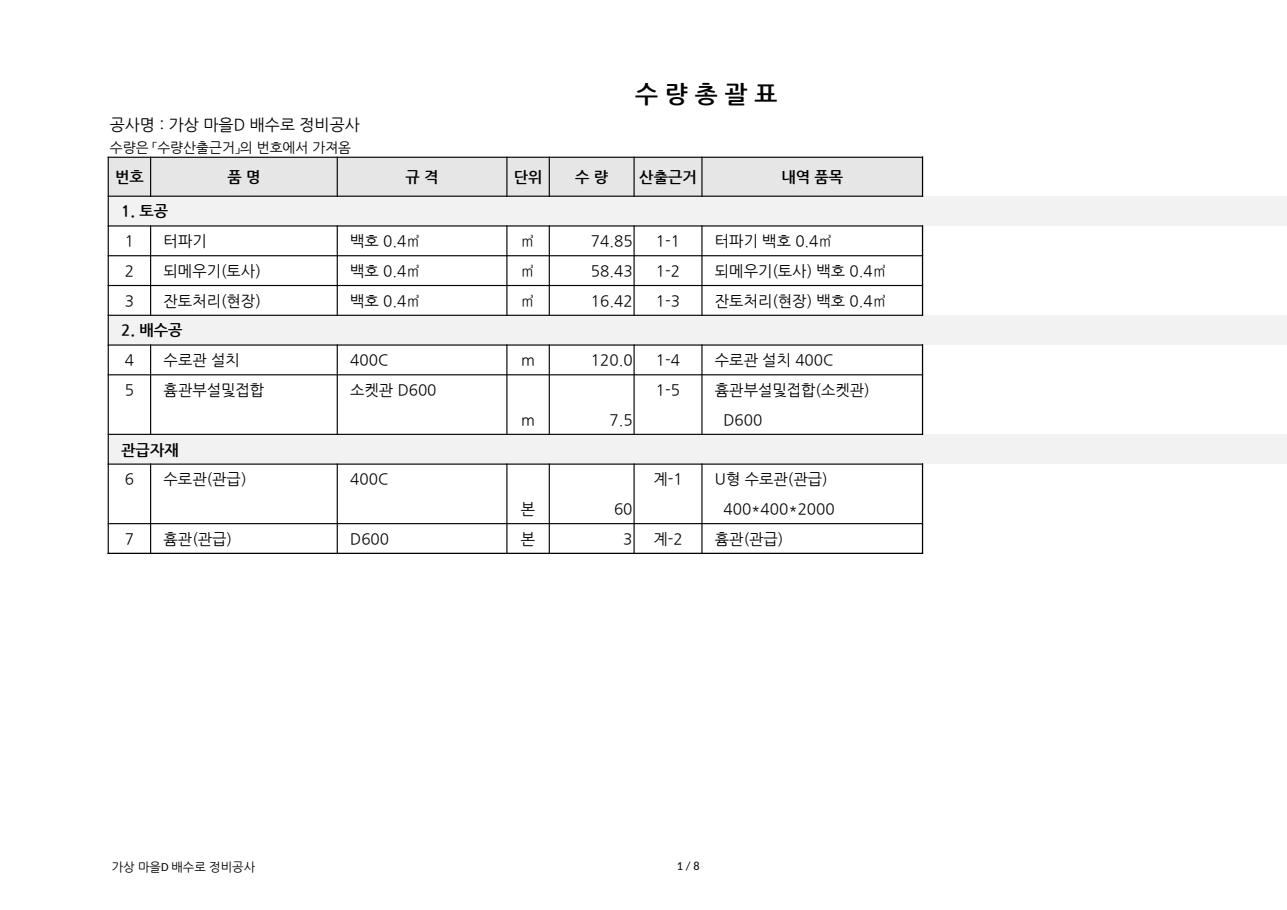 수 량 총 괄 표
공사명 : 가상 마을D 배수로 정비공사
수량은 「수량산출근거」의 번호에서 가져옴
번호 품 명 규 격 단위 수 량 산출근거 내역 품목
1. 토공
1 터파기 백호 0.4㎥ ㎥ 74.85 1-1 터파기 백호 0.4㎥
2 되메우기(토사) 백호 0.4㎥ ㎥ 58.43 1-2 되메우기(토사) 백호 0.4㎥
3 잔토처리(현장) 백호 0.4㎥ ㎥ 16.42 1-3 잔토처리(현장) 백호 0.4㎥
2. 배수공
4 수로관 설치 400C m 120.0 1-4 수로관 설치 400C
5 흄관부설및접합 소켓관 D600 1-5 흄관부설및접합(소켓관)
m 7.5 D600
관급자재
6 수로관(관급) 400C 계-1 U형 수로관(관급)
본 60 400*400*2000
7 흄관(관급) D600 본 3 계-2 흄관(관급)
가상 마을D 배수로 정비공사 1 / 8